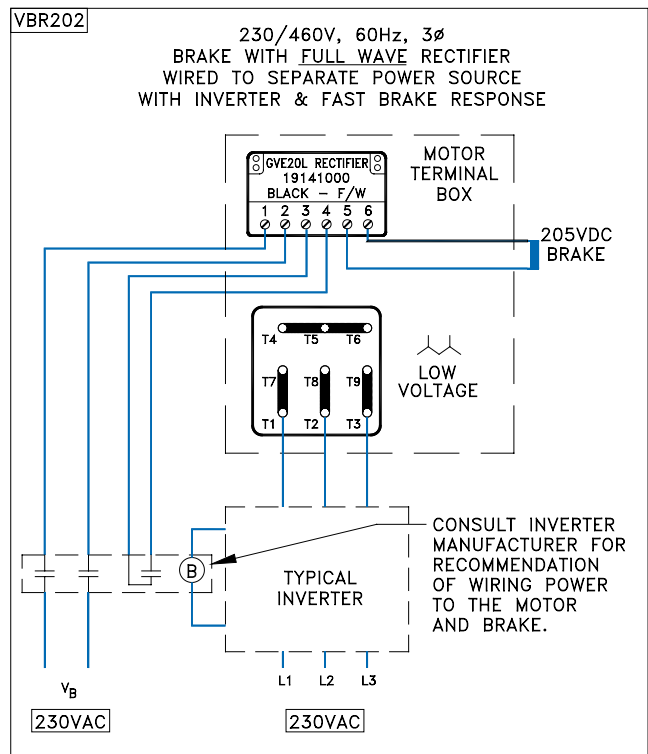 VBR202
230/460V, 60Hz, 3ø
BRAKE WITH FULL WAVE RECTIFIER
WIRED TO SEPARATE POWER SOURCE
WITH INVERTER & FAST BRAKE RESPONSE
GVE20L RECTIFIER
19141000
BLACK – F/W
1 2 3 4 5 6
MOTOR
TERMINAL
BOX
205VDC
BRAKE
T4 T5 T6
T7 T8 T9
T1 T2 T3
LOW
VOLTAGE
B
TYPICAL
INVERTER
CONSULT INVERTER
MANUFACTURER FOR
RECOMMENDATION
OF WIRING POWER
TO THE MOTOR
AND BRAKE.
L1 L2 L3
VB
230VAC
230VAC